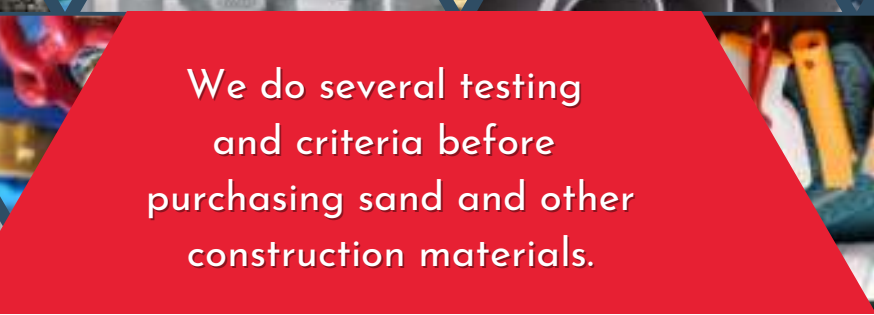 We do several testing
and criteria before
purchasing sand and other
construction materials.